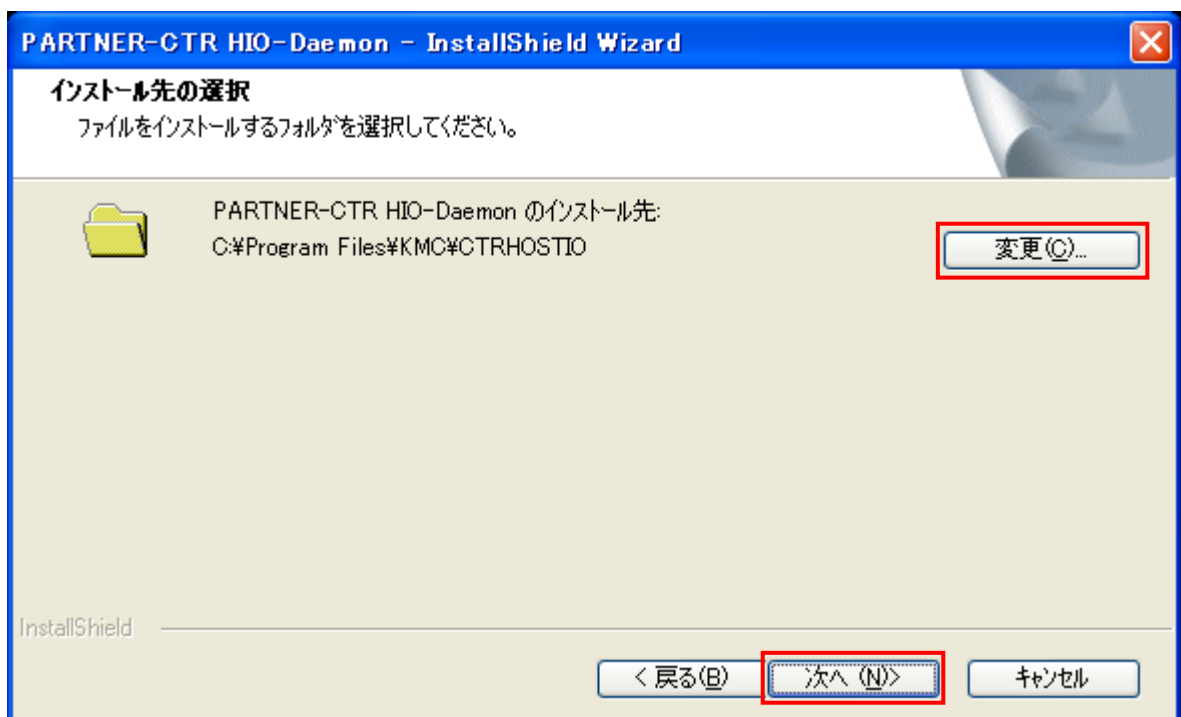 PARTNER-CTR HIO-Daemon - InstallShield Wizard
インストール先の選択
ファイルをインストールするフォルダを選択してください。
PARTNER-CTR HIO-Daemon のインストール先:
C:¥Program Files¥KMC¥CTRHOSTIO
変更(C)...
InstallShield
< 戻る(B)
次へ (N)>
キャンセル